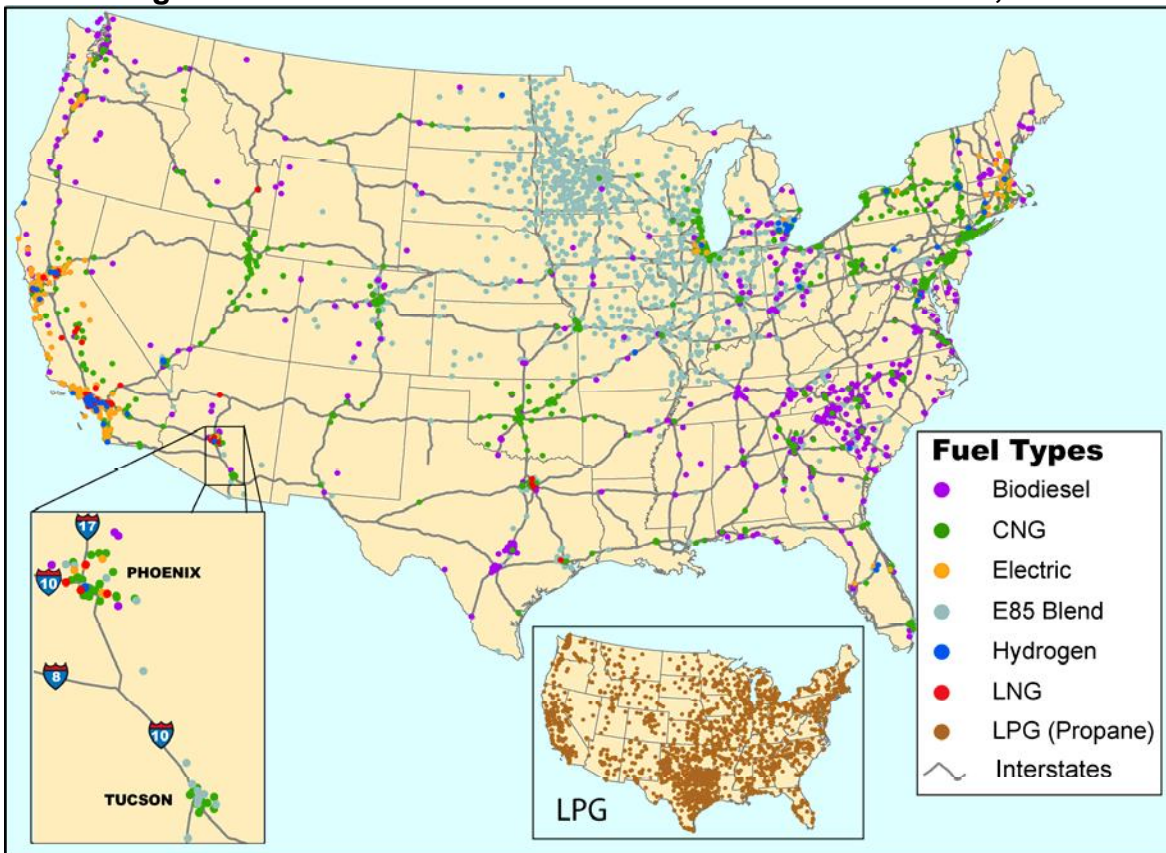 17
10
PHOENIX
8
10
TUCSON
LPG
Fuel Types
Biodiesel
CNG
Electric
E85 Blend
Hydrogen
LNG
LPG (Propane)
Interstates